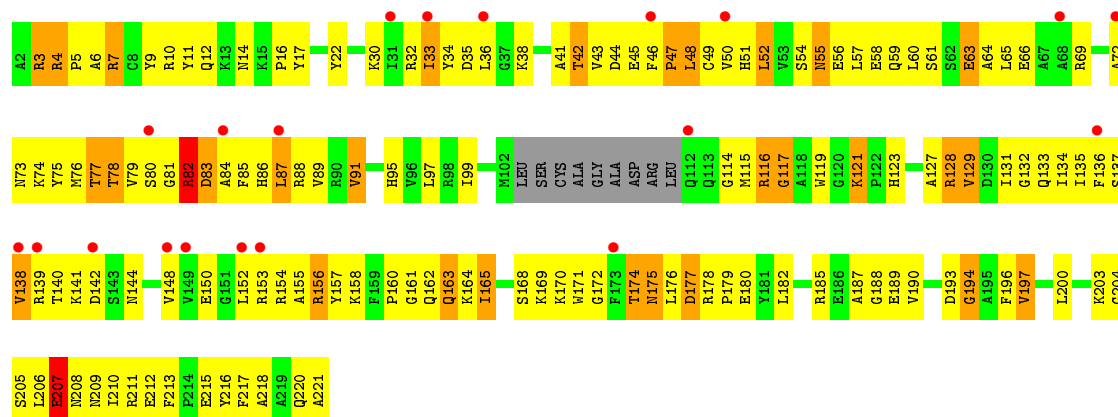 A2 R3 R4 P5 A6 R7 C8 Y9 R10 Y11 Q12 K13 N14 K15 P16 Y17 Y22 K30 I31 R32 I33 Y34 D35 L36 G37 K38 A41 T42 V43 D44 E45 F46 P47 L48 C49 V50 H51 L52 V53 S54 N55 E56 L57 E58 Q59 L60 S61 S62 E63 A64 L65 E66 A67 A68 R69 A72
N73 K74 Y75 M76 T77 T78 V79 S80 G81 R82 D83 A84 F85 H86 L87 R88 V89 R90 V91 H95 V96 L97 R98 I99 M102 LEU SER CYS ALA GLY ALA ASP ARG LEU Q112 Q113 G114 M115 R116 G117 A118 W119 G120 K121 P122 H123 A127 R128 V129 D130 I131 G132 Q133 I134 I135 F136 S137
V138 R139 T140 K141 D142 S143 N144 V148 V149 E150 G151 L152 R153 R154 A155 R156 Y157 K158 F159 P160 G161 Q162 Q163 K164 I165 S168 K169 K170 W171 G172 F173 T174 N175 L176 D177 R178 P179 E180 Y181 L182 R185 E186 A187 G188 E189 V190 D193 G194 A195 F196 V197 L200 K203 G204
S205 L206 E207 N208 N209 I210 R211 E212 F213 P214 E215 Y216 F217 A218 A219 Q220 A221